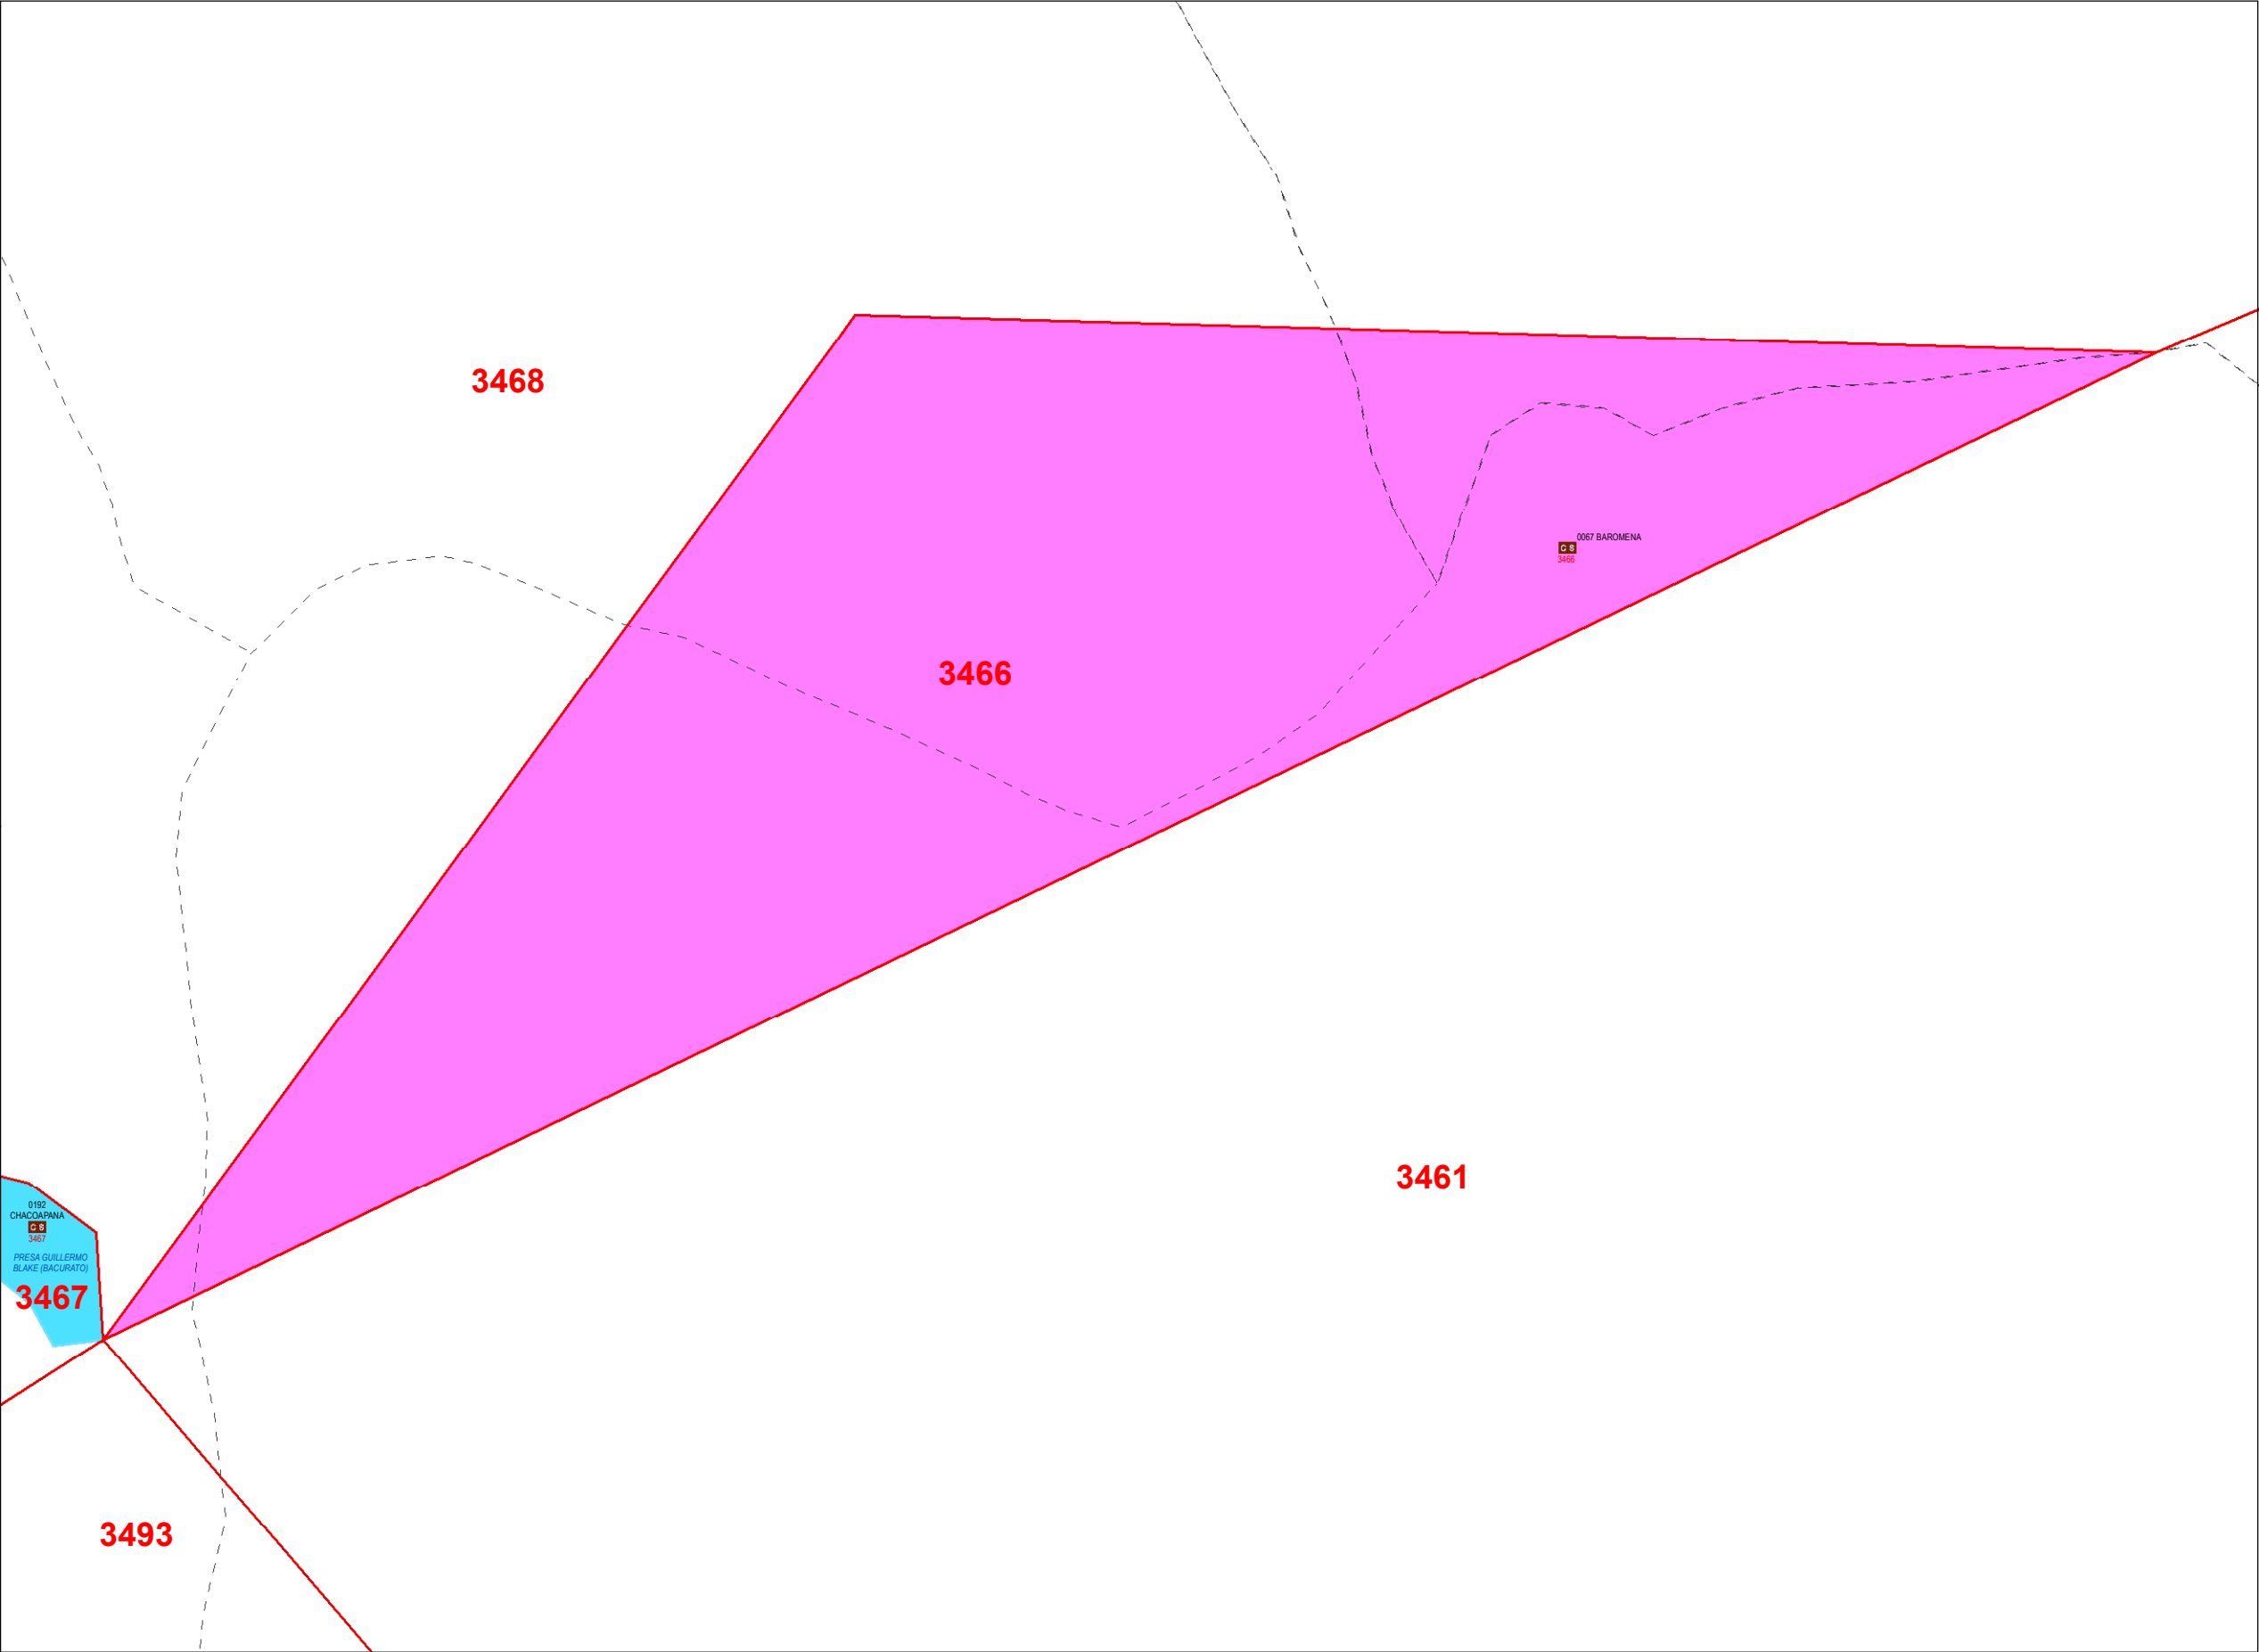 3468
0067 BAROMENA
C S
3466
3466
3461
0192
CHACOAPANA
C S
3467
PRESA GUILLERMO
BLAKE (BACURATO)
3467
3493